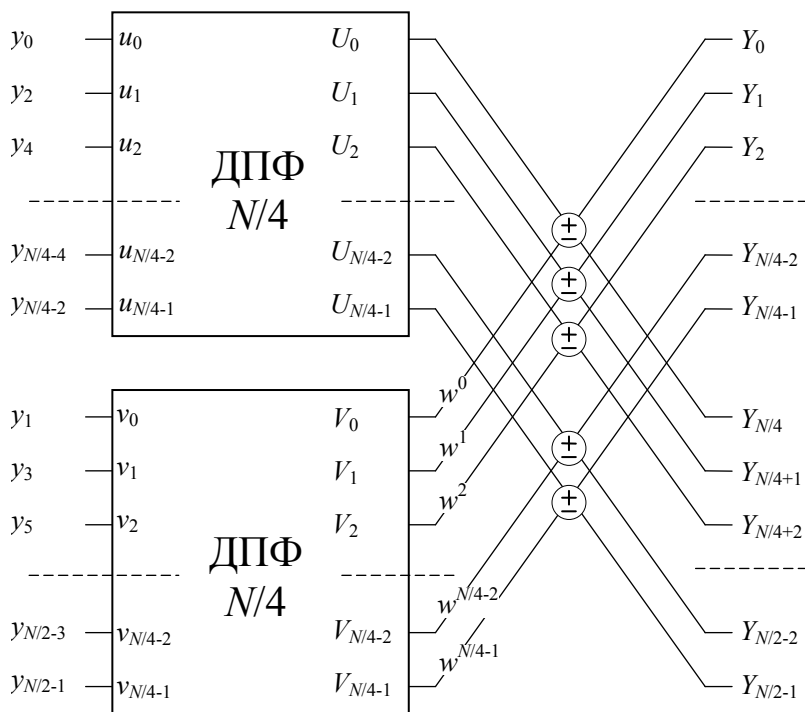 y0 u0 U0 Y0
y2 u1 U1 Y1
y4 u2 U2 Y2
ДПФ
N/4
yN/4-4 uN/4-2 UN/4-2 YN/4-2
yN/4-2 uN/4-1 UN/4-1 YN/4-1
±
±
±
±
±
y1 v0 V0 w0 YN/4
y3 v1 V1 w1 YN/4+1
y5 v2 V2 w2 YN/4+2
ДПФ
N/4
yN/2-3 vN/4-2 VN/4-2 wN/4-2 YN/2-2
yN/2-1 vN/4-1 VN/4-1 wN/4-1 YN/2-1